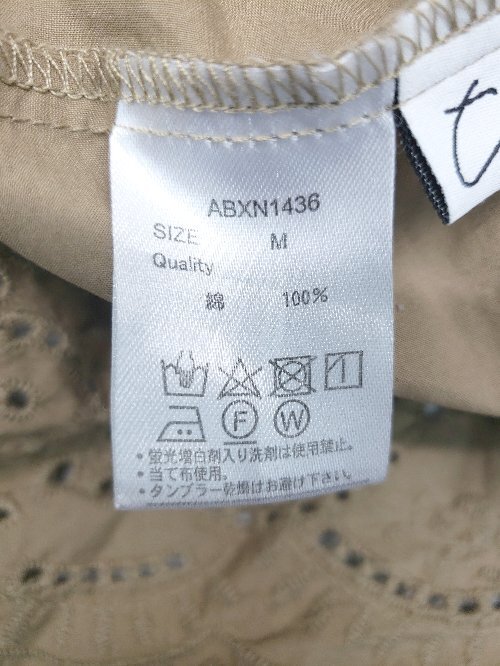 ABXN1436
SIZE M
Quality
綿 100%
F W
・蛍光増白剤入り洗剤は使用禁止。
・当て布使用。
・タンブラー乾燥はお避け下さい。